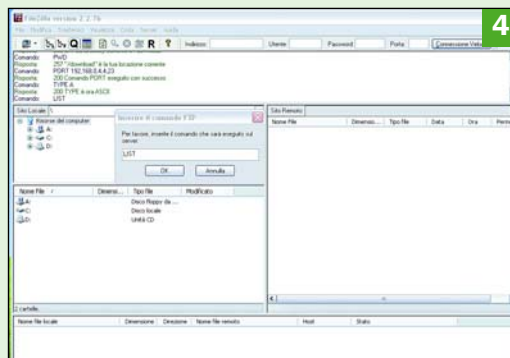 4
FileZilla version 2.2.7b
File Modifica Trasferisci Visualizza Coda Server Aiuto
Indirizzo: Utente: Password: Porta: Connessione Veloce
Comando: PWD
Risposta: 257 "/download" è la tua locazione corrente
Comando: PORT 192,168,0,4,4,23
Risposta: 200 Comando PORT eseguito con successo
Comando: TYPE A
Risposta: 200 TYPE è ora ASCII
Comando: LIST
Sito Locale: \
Risorse del computer
A:
C:
D:
Inserire il comando FTP
Per favore, inserite il comando che sarà eseguito sul
server:
LIST
OK Annulla
Sito Remoto:
Nome File Dimensio... Tipo file Data Ora Perme
Nome File / Dimensi... Tipo file Modificato
A: Disco floppy da ...
C: Disco locale
D: Unità CD
2 cartelle.
Nome file locale Dimensione Direzione Nome file remoto Host Stato